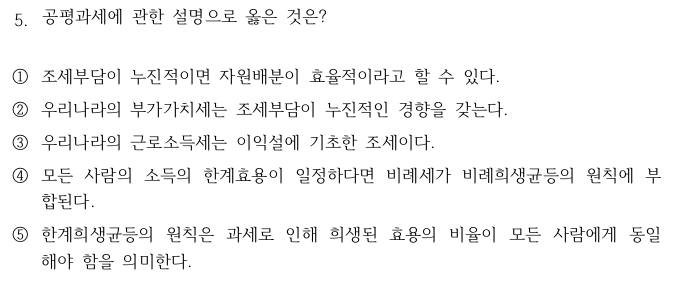 5. 공평과세에 관한 설명으로 옳은 것은?
① 조세부담이 누진적이면 자원배분이 효율적이라고 할 수 있다.
② 우리나라의 부가가치세는 조세부담이 누진적인 경향을 갖는다.
③ 우리나라의 근로소득세는 이익설에 기초한 조세이다.
④ 모든 사람의 소득의 한계효용이 일정하다면 비례세가 비례희생균등의 원칙에 부
합된다.
⑤ 한계희생균등의 원칙은 과세로 인해 희생된 효용의 비율이 모든 사람에게 동일
해야 함을 의미한다.